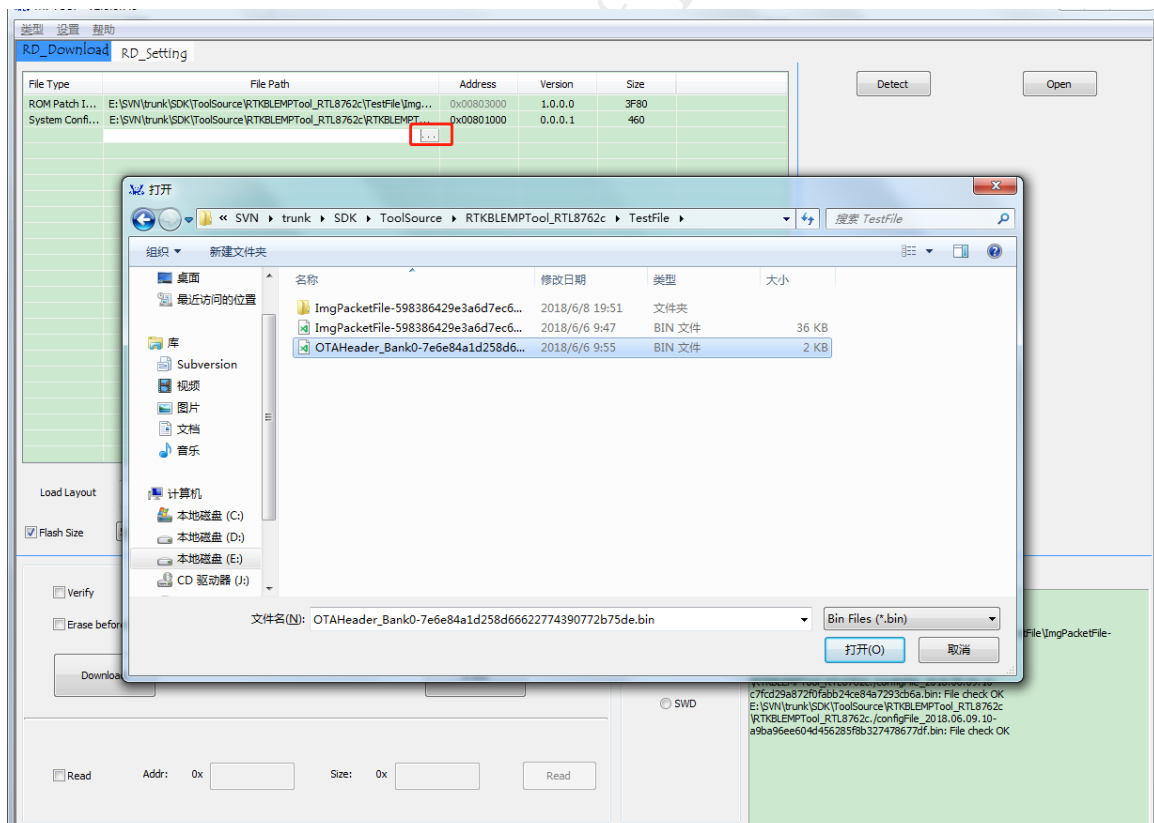 类型 设置 帮助
RD_Download RD_Setting
File Type File Path Address Version Size
Detect Open
ROM Patch I... E:\SVN\trunk\SDK\ToolSource\RTKBLEMPTool_RTL8762c\TestFile\Img... 0x00803000 1.0.0.0 3F80
System Confi... E:\SVN\trunk\SDK\ToolSource\RTKBLEMPTool_RTL8762c\RTKBLEMPT... 0x00801000 0.0.0.1 460
...
打开
« SVN ▸ trunk ▸ SDK ▸ ToolSource ▸ RTKBLEMPTool_RTL8762c ▸ TestFile ▸ 搜索 TestFile
组织 新建文件夹
名称 修改日期 类型 大小
桌面
最近访问的位置
库
Subversion
视频
图片
文档
音乐
计算机
本地磁盘 (C:)
本地磁盘 (D:)
本地磁盘 (E:)
CD 驱动器 (J:)
ImgPacketFile-598386429e3a6d7ec6... 2018/6/8 19:51 文件夹
ImgPacketFile-598386429e3a6d7ec6... 2018/6/6 9:47 BIN 文件 36 KB
OTAHeader_Bank0-7e6e84a1d258d6... 2018/6/6 9:55 BIN 文件 2 KB
文件名(N): OTAHeader_Bank0-7e6e84a1d258d66622774390772b75de.bin Bin Files (*.bin)
打开(O) 取消
Load Layout
Flash Size
Verify
Erase before
Download
SWD
tFile\ImgPacketFile-
\RTKBLEMPTool_RTL8762c./configFile_2018.06.09.10-
c7fcd29a872f0fabb24ce84a7293cb6a.bin: File check OK
E:\SVN\trunk\SDK\ToolSource\RTKBLEMPTool_RTL8762c
\RTKBLEMPTool_RTL8762c./configFile_2018.06.09.10-
a9ba96ee604d456285f8b327478677df.bin: File check OK
Read Addr: 0x Size: 0x Read